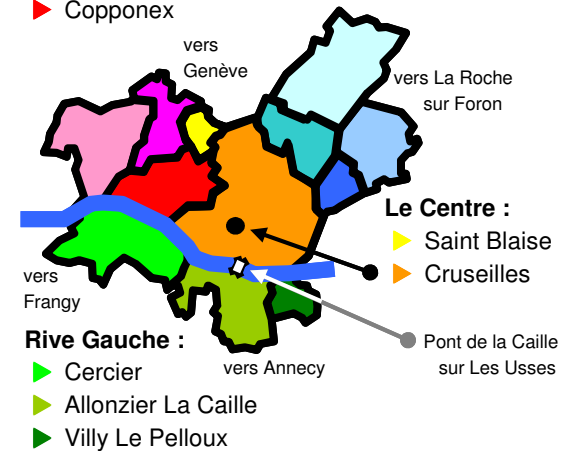 Copponex
vers
Genève
vers La Roche
sur Foron
Le Centre :
Saint Blaise
Cruseilles
vers
Frangy
Pont de la Caille
sur Les Usses
Rive Gauche :
vers Annecy
Cercier
Allonzier La Caille
Villy Le Pelloux